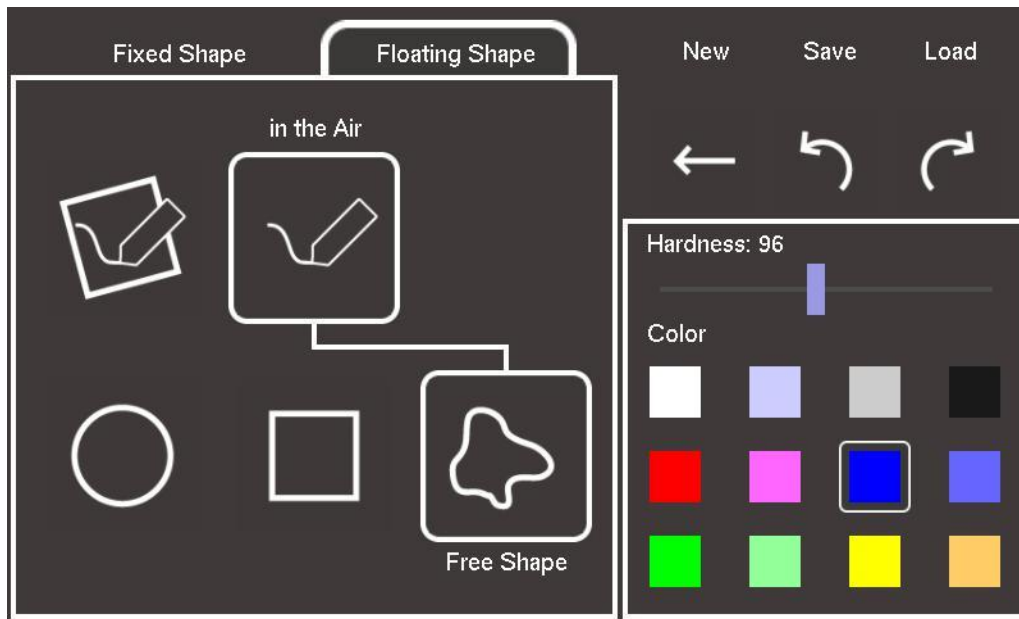 Fixed Shape
Floating Shape
New
Save
Load
in the Air
Hardness: 96
Color
Free Shape